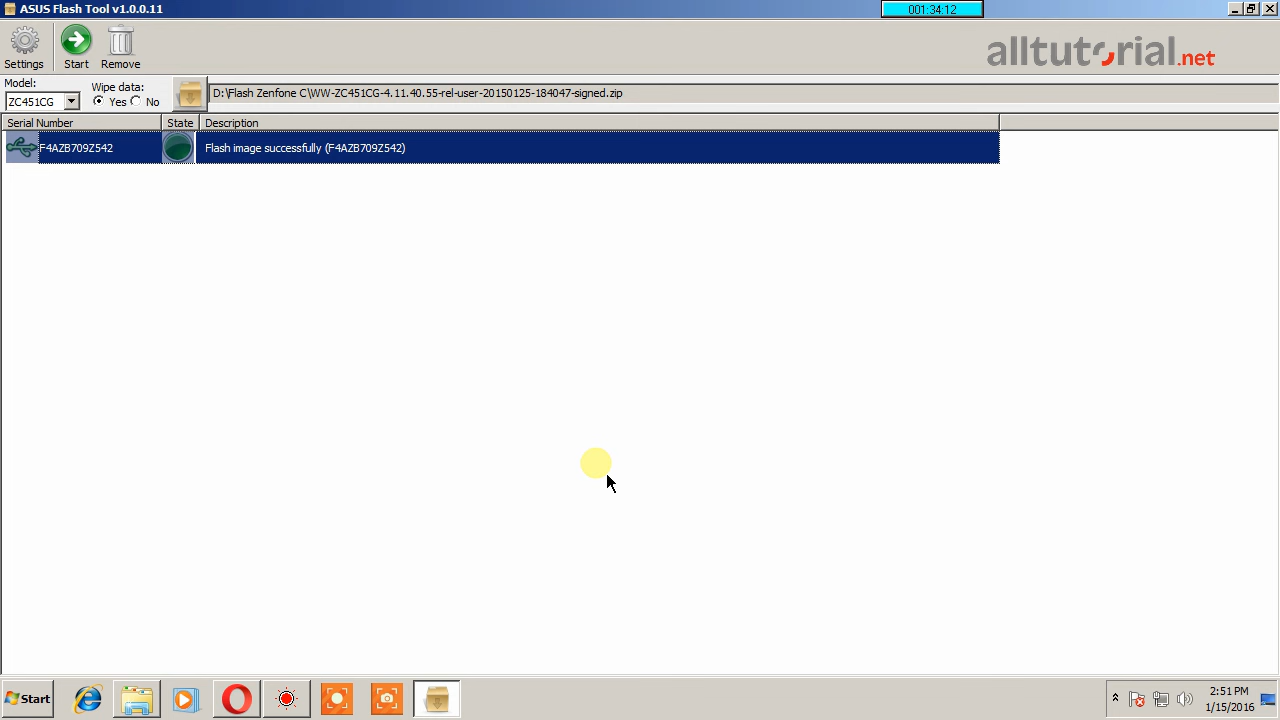 ASUS Flash Tool v1.0.0.11
001:34:12
Settings
Start
Remove
alltutorial.net
Model:
ZC451CG
Wipe data:
Yes No
D:\Flash Zenfone C\WW-ZC451CG-4.11.40.55-rel-user-20150125-184047-signed.zip
Serial Number State Description
F4AZB709Z542 Flash image successfully (F4AZB709Z542)
Start
2:51 PM
1/15/2016